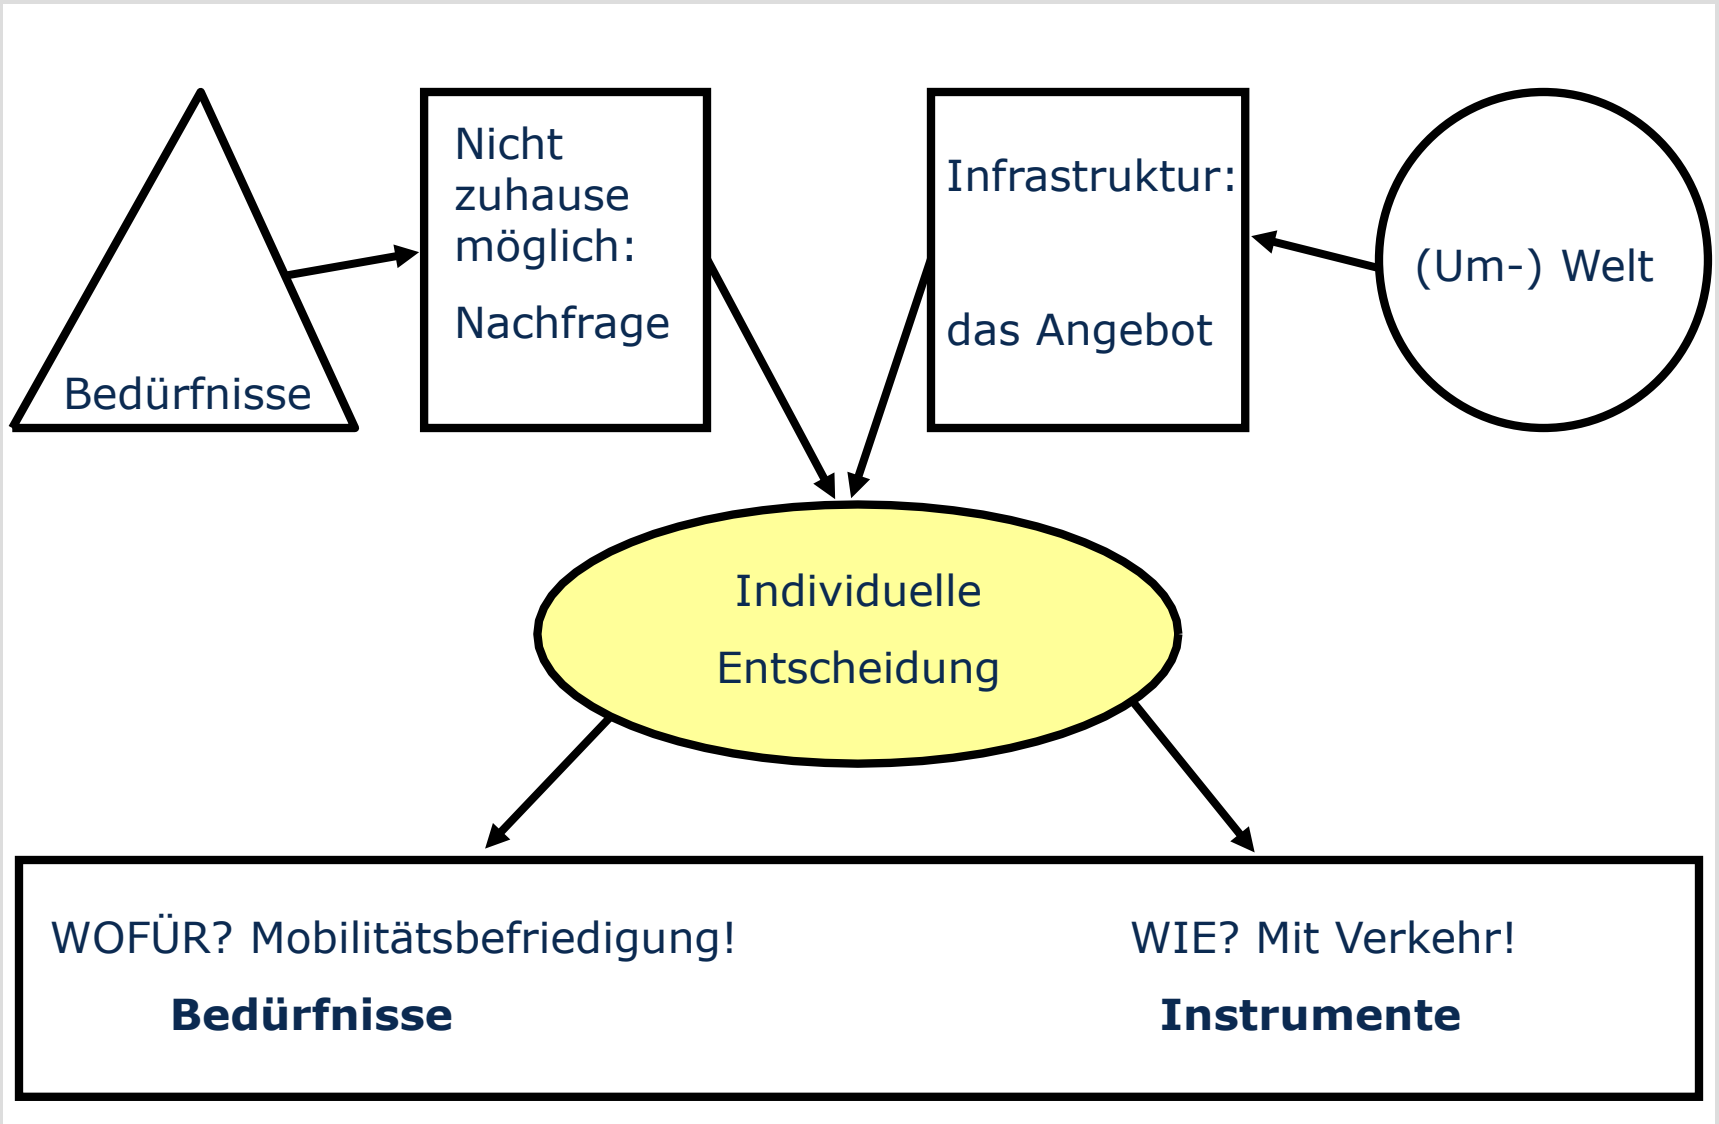 Bedürfnisse
Nicht
zuhause
möglich:
Nachfrage
Infrastruktur:
das Angebot
(Um-) Welt
Individuelle
Entscheidung
WOFÜR? Mobilitätsbefriedigung!
Bedürfnisse
WIE? Mit Verkehr!
Instrumente